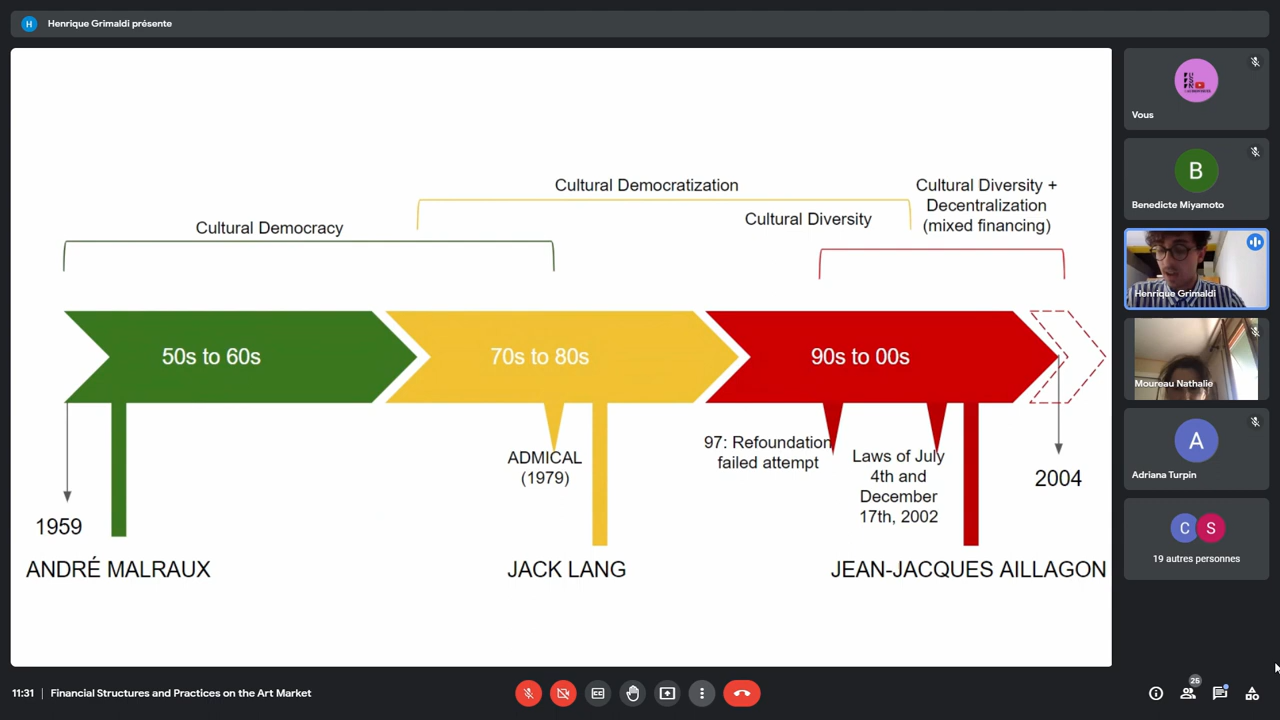 H
Henrique Grimaldi présente
Cultural Democratization
Cultural Diversity +
Decentralization
(mixed financing)
Cultural Diversity
Cultural Democracy
50s to 60s
70s to 80s
90s to 00s
ADMICAL
(1979)
97: Refoundation
failed attempt
Laws of July
4th and
December
17th, 2002
2004
1959
ANDRÉ MALRAUX
JACK LANG
JEAN-JACQUES AILLAGON
Vous
B
Benedicte Miyamoto
Henrique Grimaldi
Moureau Nathalie
A
Adriana Turpin
C
S
19 autres personnes
11:31
Financial Structures and Practices on the Art Market
CC
25